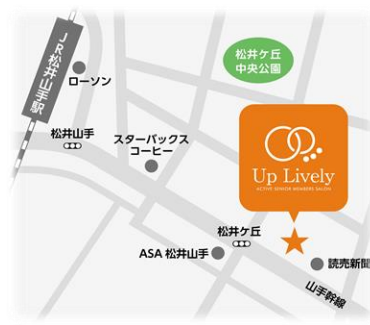 JR松井山手駅
ローソン
松井ケ丘
中央公園
松井山手
スターバックス
コーヒー
Up Lively
ACTIVE SENIOR MEMBERS SALON
松井ケ丘
ASA 松井山手
読売新聞
山手幹線